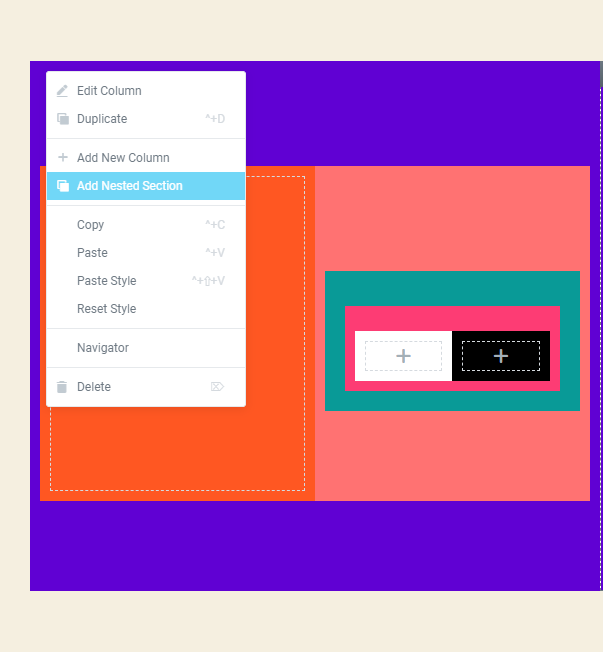 Edit Column
Duplicate ^+D
Add New Column
Add Nested Section
Copy ^+C
Paste ^+V
Paste Style ^+⇧+V
Reset Style
Navigator
Delete ⌦